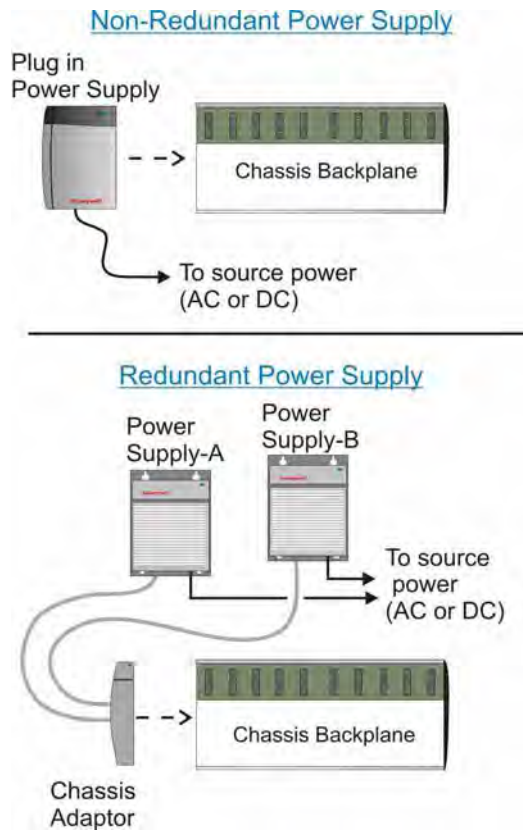 Non-Redundant Power Supply
Plug in
Power Supply
Chassis Backplane
Honeywell
To source power
(AC or DC)
Redundant Power Supply
Power
Supply-A
Power
Supply-B
To source
power
(AC or DC)
Chassis Backplane
Chassis
Adaptor